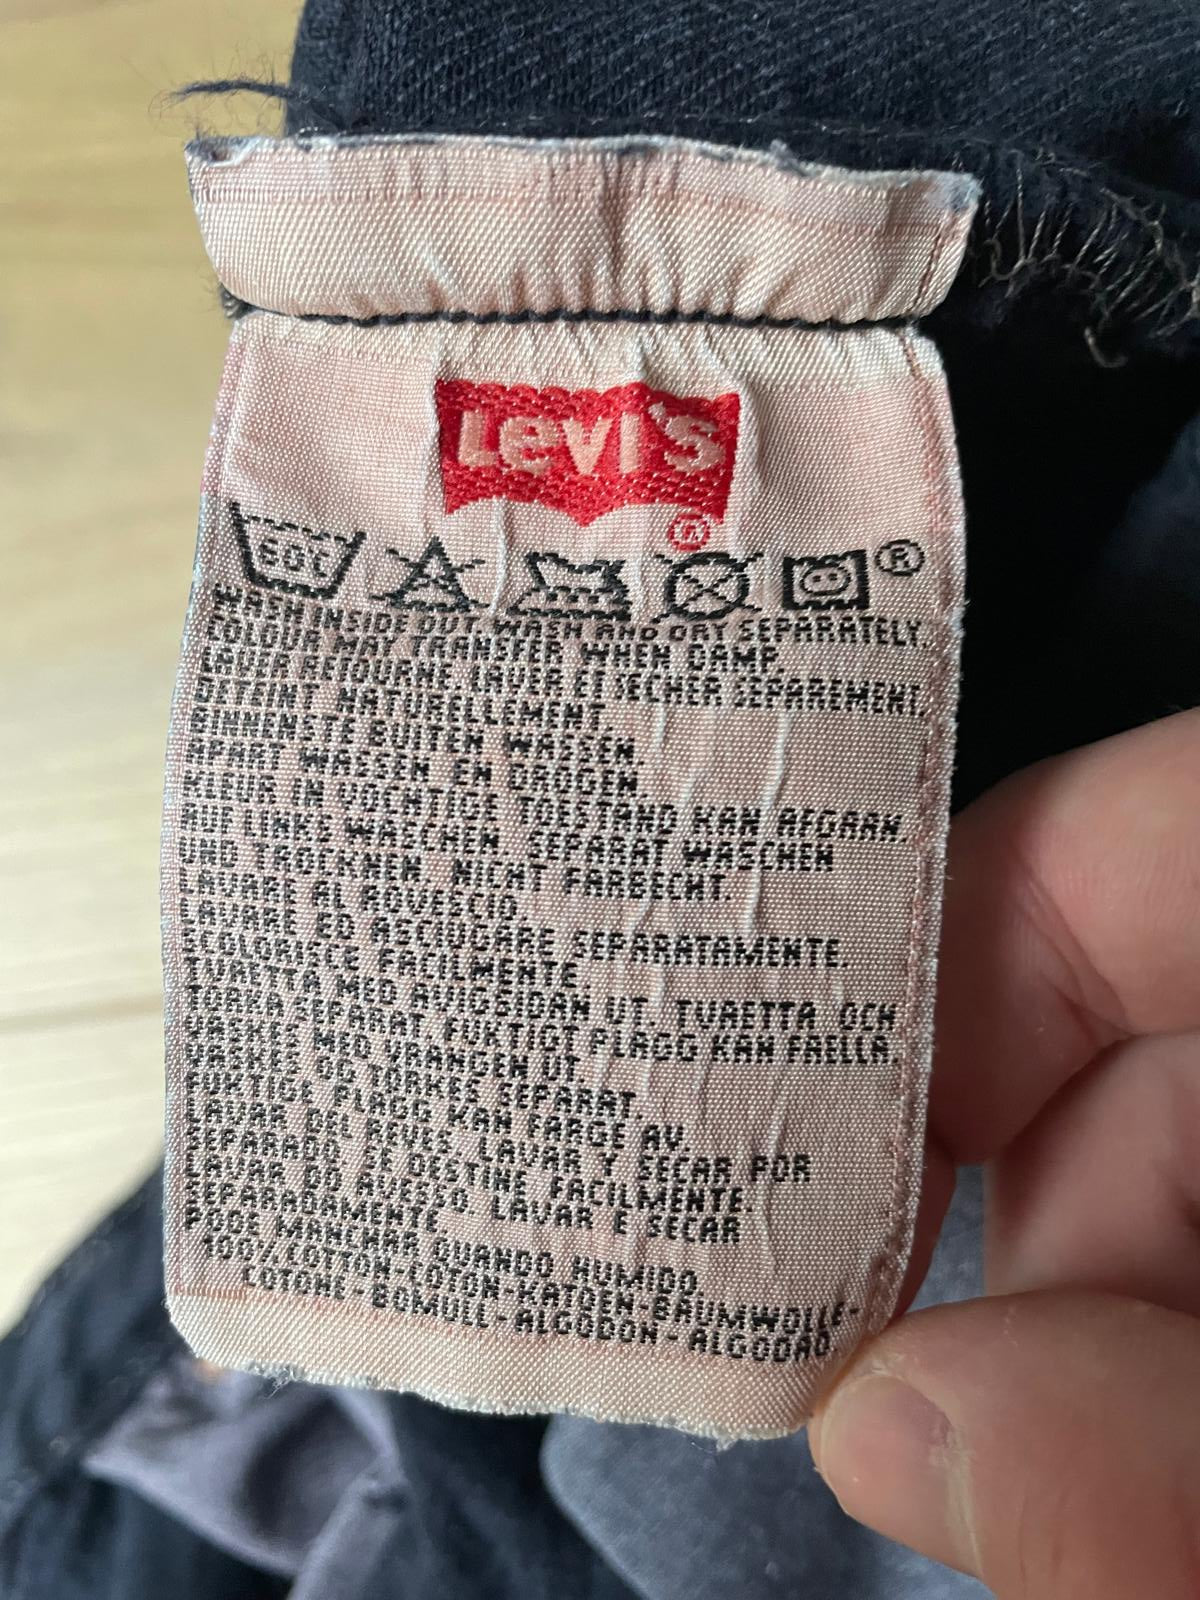 Levi's
®
60°C
®
WASH INSIDE OUT. WASH AND DRY SEPARATELY.
COLOUR MAY TRANSFER WHEN DAMP.
LAVER RETOURNE. LAVER ET SECHER SEPAREMENT.
DETEINT NATURELLEMENT.
BINNENSTE BUITEN WASSEN.
APART WASSEN EN DROGEN
KLEUR IN VOCHTIGE TOESTAND KAN AFGAAN.
AUF LINKS WASCHEN. SEPARAT WASCHEN
UND TROCKNEN. NICHT FARBECHT.
LAVARE AL ROVESCIO.
LAVARE ED ASCIUGARE SEPARATAMENTE.
SCOLORISCE FACILMENTE
TVAETTA MED AVIGSIDAN UT. TVAETTA OCH
TORKA SEPARAT. FUKTIGT PLAGG KAN FAELLA.
VASKES MED VRANGEN UT.
VASKES OG TORKES SEPARAT.
FUKTIGE PLAGG KAN FARGE AV.
LAVAR DEL REVES. LAVAR Y SECAR POR
SEPARADO SE DESTINE FACILMENTE.
LAVAR DO AVESSO. LAVAR E SECAR
SEPARADAMENTE.
PODE MANCHAR QUANDO HUMIDO.
100% COTTON-COTON-KATOEN-BAUMWOLLE-
COTONE-BOMULL-ALGODON-ALGODAO